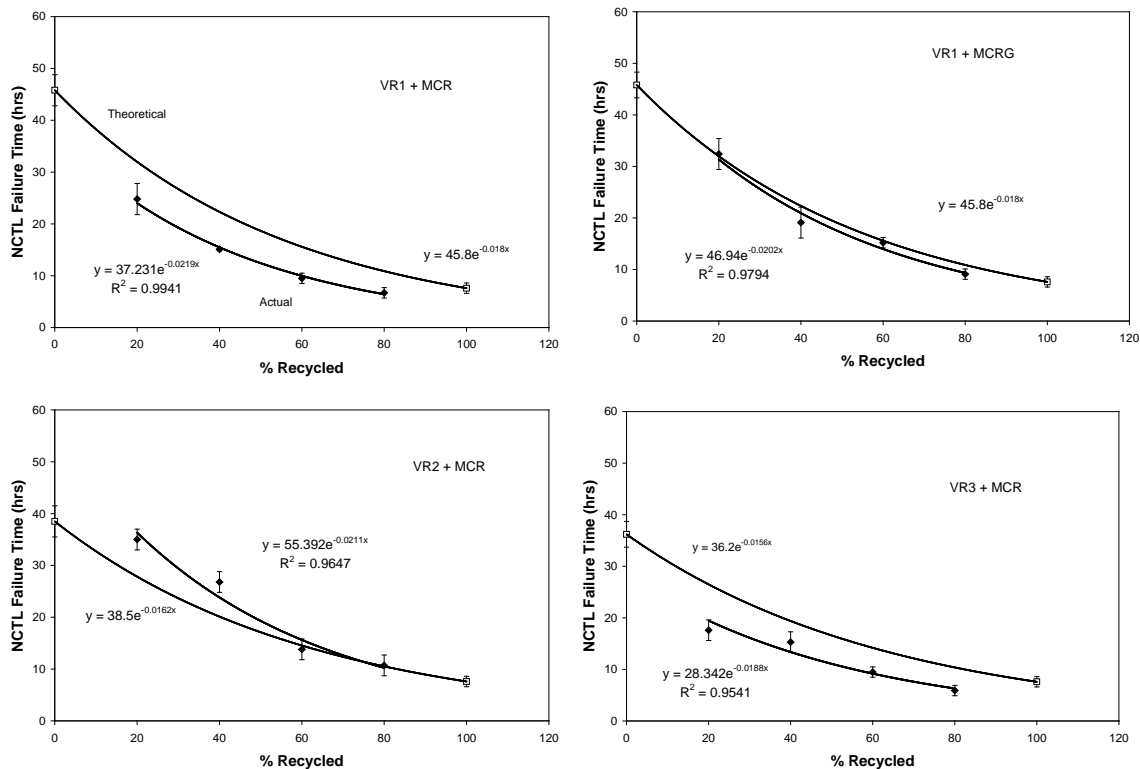 VR1 + MCR
Theoretical
y = 45.8e^-0.018x
y = 37.231e^-0.0219x
R² = 0.9941
Actual
NCTL Failure Time (hrs)
60
50
40
30
20
10
0
0 20 40 60 80 100 120
% Recycled
VR1 + MCRG
y = 45.8e^-0.018x
y = 46.94e^-0.0202x
R² = 0.9794
NCTL Failure Time (hrs)
60
50
40
30
20
10
0
0 20 40 60 80 100 120
% Recycled
VR2 + MCR
y = 55.392e^-0.0211x
R² = 0.9647
y = 38.5e^-0.0162x
NCTL Failure Time (hrs)
60
50
40
30
20
10
0
0 20 40 60 80 100 120
% Recycled
VR3 + MCR
y = 36.2e^-0.0156x
y = 28.342e^-0.0188x
R² = 0.9541
NCTL Failure Time (hrs)
60
50
40
30
20
10
0
0 20 40 60 80 100 120
% Recycled